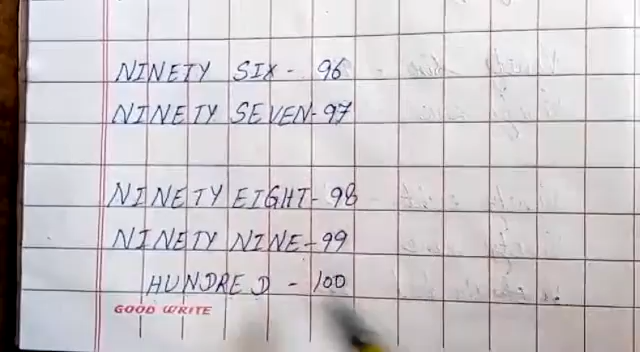 NINETY SIX - 96
NINETY SEVEN - 97
NINETY EIGHT - 98
NINETY NINE - 99
HUNDRED - 100
GOOD WRITE